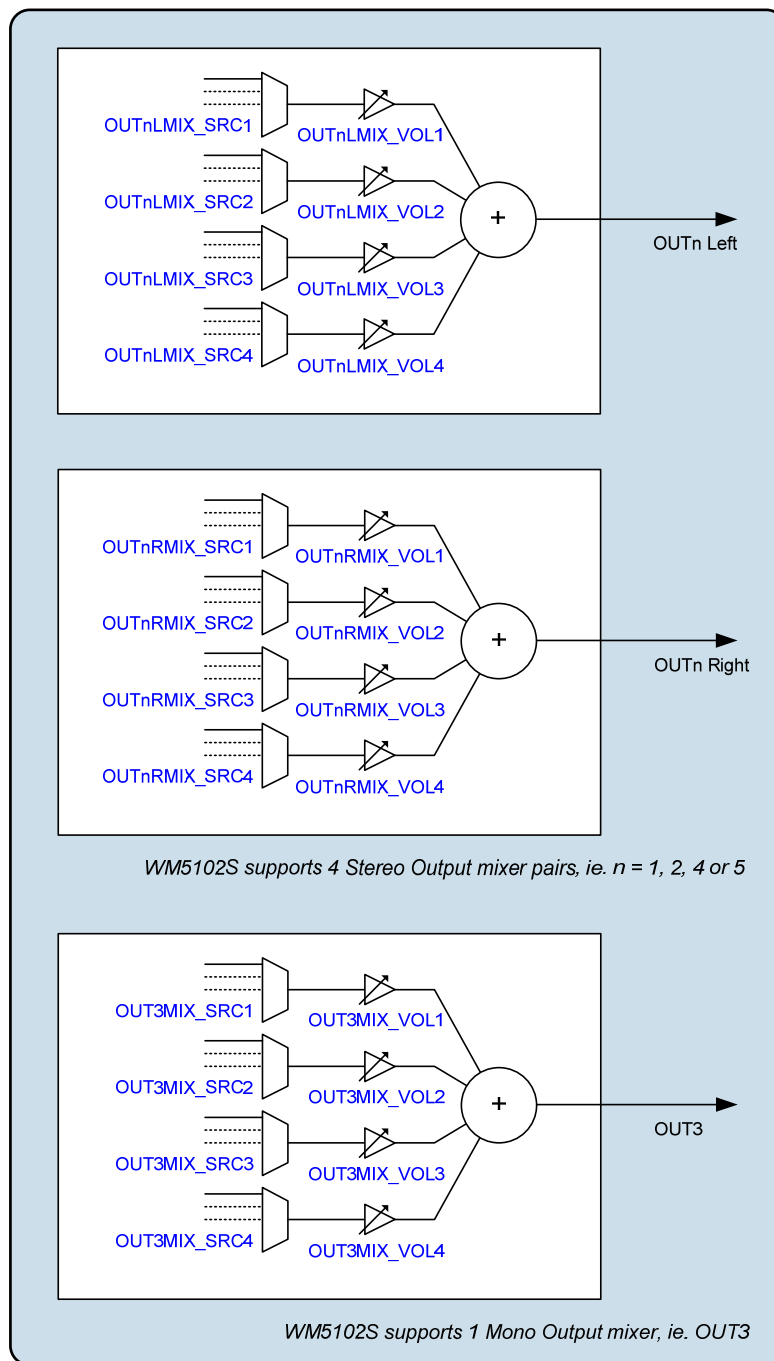 OUTnLMIX_SRC1
OUTnLMIX_VOL1
OUTnLMIX_SRC2
OUTnLMIX_VOL2
+
OUTn Left
OUTnLMIX_SRC3
OUTnLMIX_VOL3
OUTnLMIX_SRC4
OUTnLMIX_VOL4
OUTnRMIX_SRC1
OUTnRMIX_VOL1
OUTnRMIX_SRC2
OUTnRMIX_VOL2
+
OUTn Right
OUTnRMIX_SRC3
OUTnRMIX_VOL3
OUTnRMIX_SRC4
OUTnRMIX_VOL4
WM5102S supports 4 Stereo Output mixer pairs, ie. n = 1, 2, 4 or 5
OUT3MIX_SRC1
OUT3MIX_VOL1
OUT3MIX_SRC2
OUT3MIX_VOL2
+
OUT3
OUT3MIX_SRC3
OUT3MIX_VOL3
OUT3MIX_SRC4
OUT3MIX_VOL4
WM5102S supports 1 Mono Output mixer, ie. OUT3